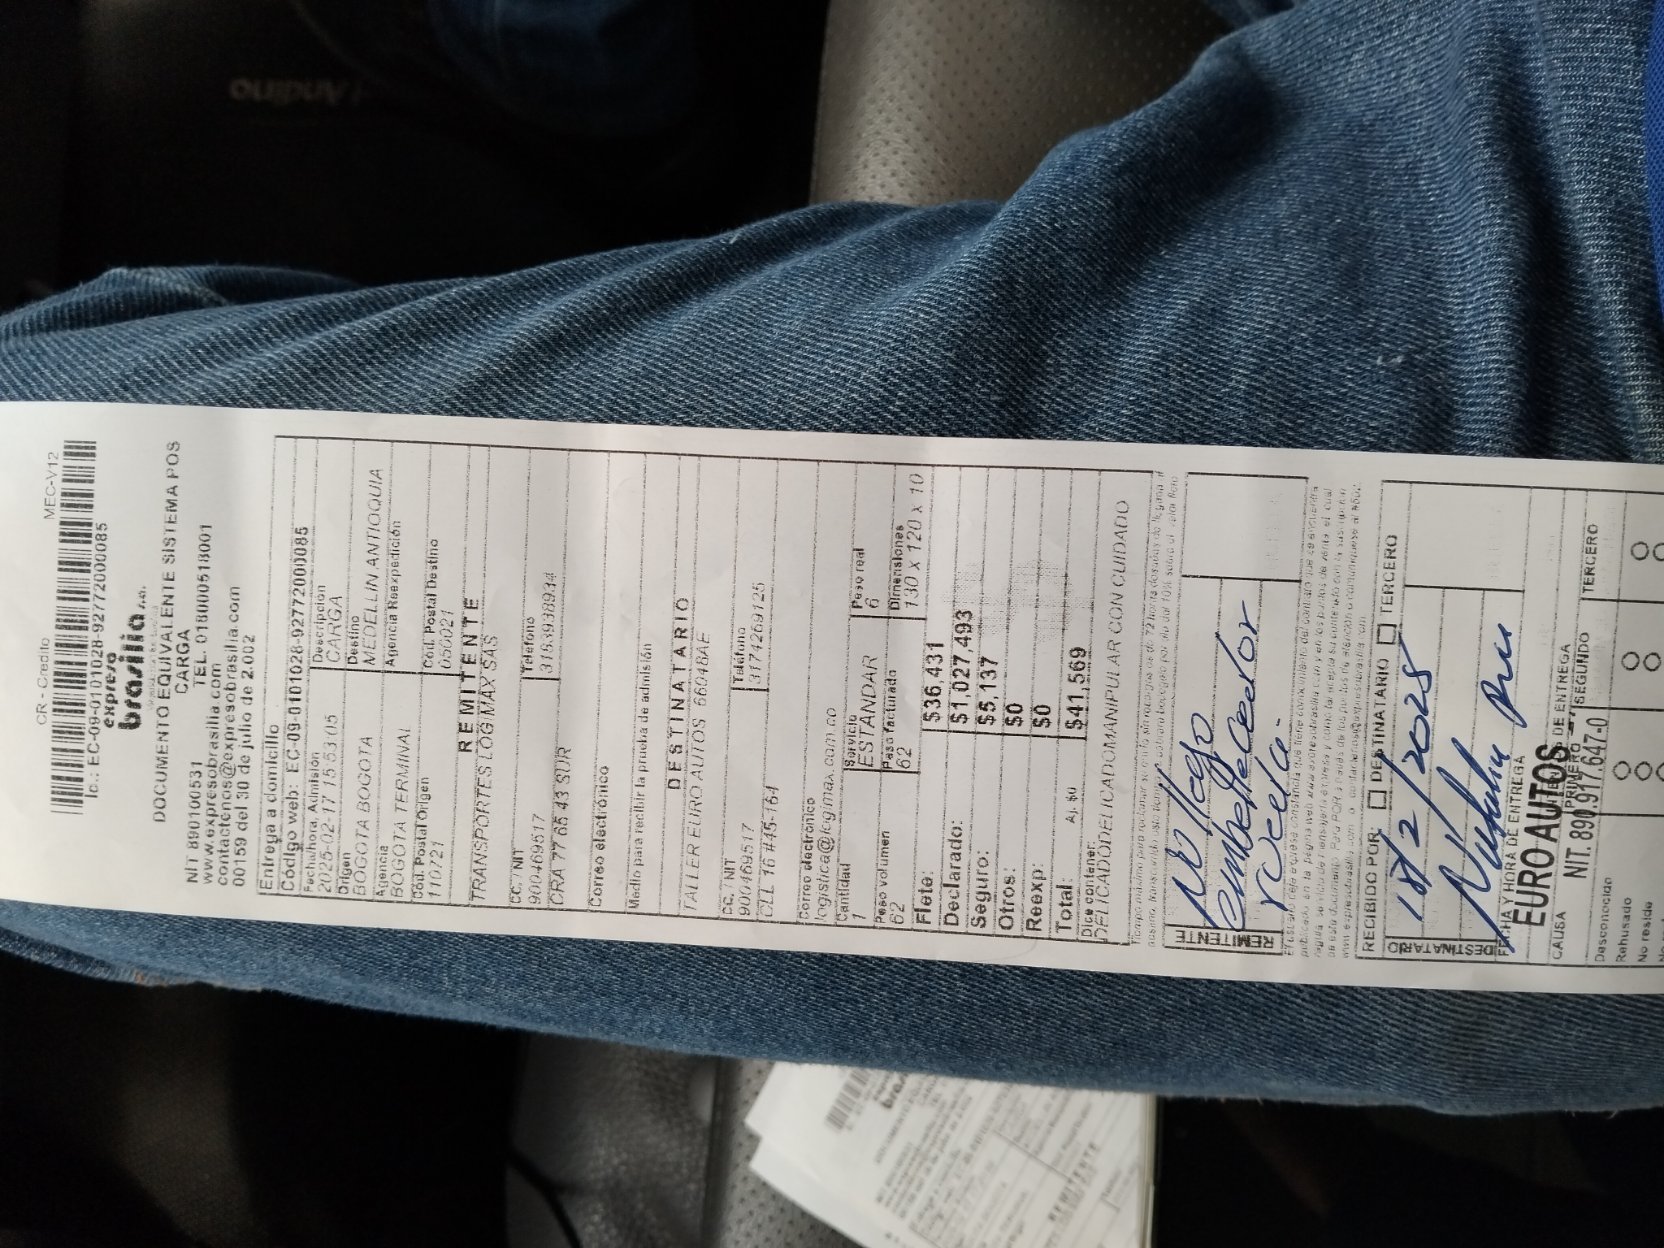 CR - Credito MEC-V12
Ic.: EC-09-0101028-92772000085
expreso
brasilia s.a.
DOCUMENTO EQUIVALENTE SISTEMA POS
CARGA
NIT 890100531 TEL. 018000518001
www.expresobrasilia.com
contactenos@expresobrasilia.com
00159 del 30 de julio de 2.002
Entrega a domicilio
Código web: EC-09-0101028-92772000085
Fecha/hora. Admisión Descripción
2025-02-17 15:53:05 CARGA
Origen Destino
BOGOTA BOGOTA MEDELLIN ANTIOQUIA
Agencia Agencia Reexpedición
BOGOTA TERMINAL
Cód. Postal Origen Cód. Postal Destino
110721 050021
REMITENTE
TRANSPORTES LOGIMAX SAS
CC. / NIT Teléfono
900469517 3183938934
CRA 77 65 43 SUR
Correo electrónico
Medio para recibir la prueba de admisión
DESTINATARIO
TALLER EURO AUTOS 66048AE
CC. / NIT Teléfono
900469517 3174269125
CLL 16 #45-164
Correo electrónico
logistica@logimax.com.co
Cantidad Servicio Peso real
1 ESTANDAR 6
Peso volumen Peso facturado Dimensiones
62 62 130 x 120 x 10
Flete: $36,431
Declarado: $1,027,493
Seguro: $5,137
Otros: $0
Reexp: $0
Total: Aj. $0 $41,569
Dice contener:
DELICADODELICADOMANIPULAR CON CUIDADO
REMITENTE
No llego
embellecedor
rueda.
RECIBIDO POR: DESTINATARIO TERCERO
DESTINATARIO
18/2/2025
FECHA Y HORA DE ENTREGA
EURO AUTOS
NIT. 890.917.647-0
CAUSA DE ENTREGA
PRIMERO SEGUNDO TERCERO
Desconocido
Rehusado
No reside